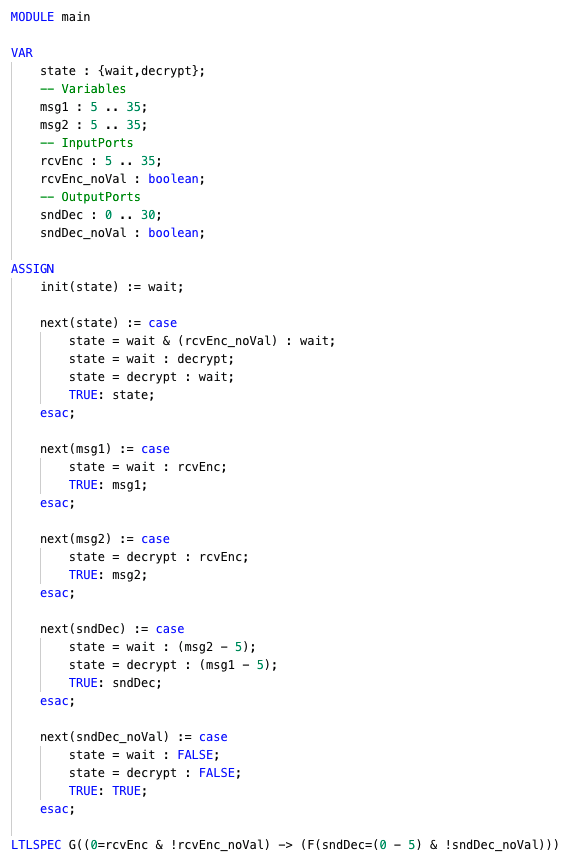 MODULE main
VAR
state : {wait,decrypt};
-- Variables
msg1 : 5 .. 35;
msg2 : 5 .. 35;
-- InputPorts
rcvEnc : 5 .. 35;
rcvEnc_noVal : boolean;
-- OutputPorts
sndDec : 0 .. 30;
sndDec_noVal : boolean;
ASSIGN
init(state) := wait;
next(state) := case
state = wait & (rcvEnc_noVal) : wait;
state = wait : decrypt;
state = decrypt : wait;
TRUE: state;
esac;
next(msg1) := case
state = wait : rcvEnc;
TRUE: msg1;
esac;
next(msg2) := case
state = decrypt : rcvEnc;
TRUE: msg2;
esac;
next(sndDec) := case
state = wait : (msg2 - 5);
state = decrypt : (msg1 - 5);
TRUE: sndDec;
esac;
next(sndDec_noVal) := case
state = wait : FALSE;
state = decrypt : FALSE;
TRUE: TRUE;
esac;
LTLSPEC G((0=rcvEnc & !rcvEnc_noVal) -> (F(sndDec=(0 - 5) & !sndDec_noVal)))